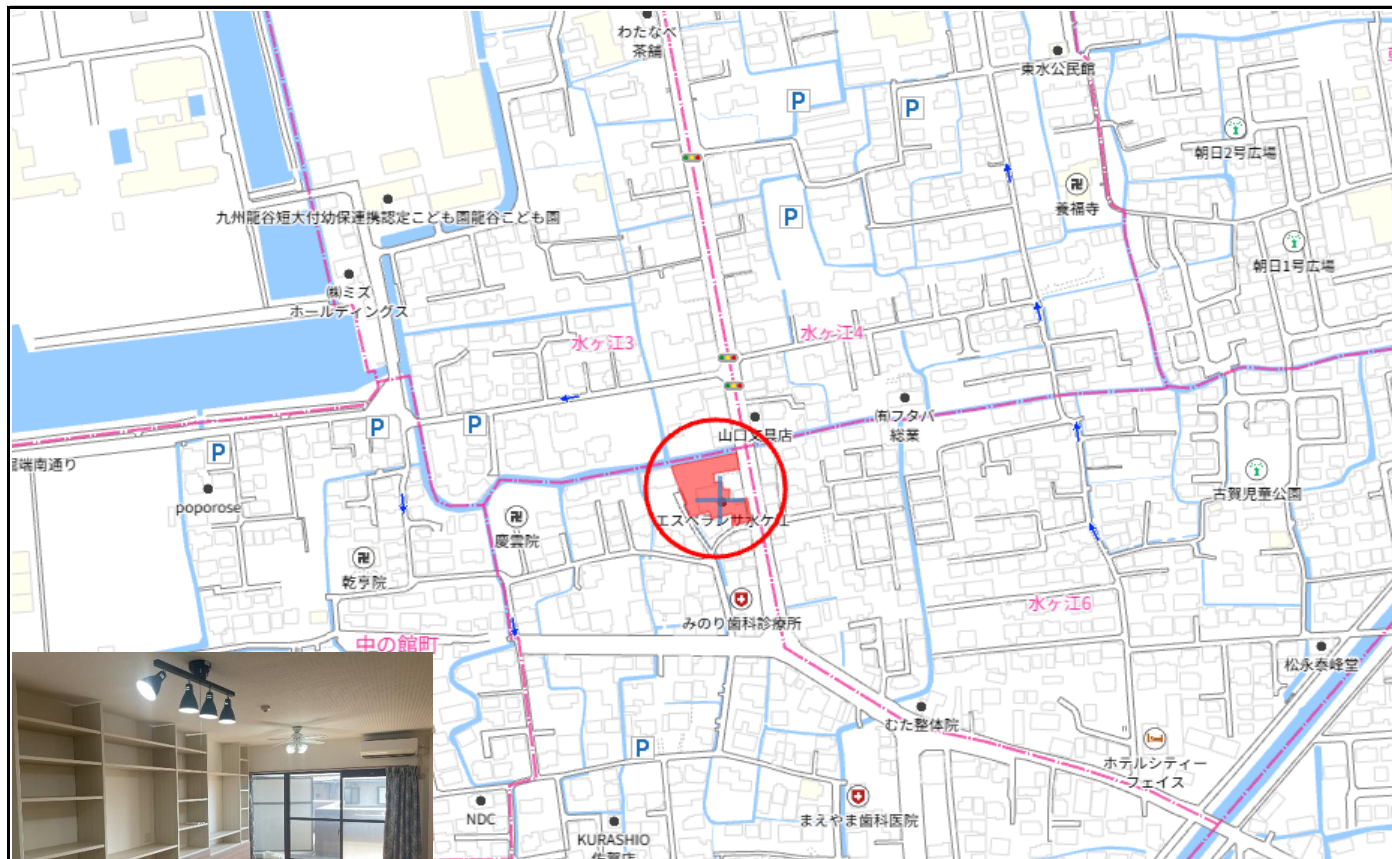 わたなべ
茶舗
東水公民館
P
P
朝日2号広場
養福寺
九州龍谷短大付幼保連携認定こども園龍谷こども園
P
朝日1号広場
㈱ミズ
ホールディングス
水ヶ江3
水ヶ江4
㈲フタバ
総業
山口文具店
P
P
P
端南通り
poporose
古賀児童公園
エスペランサ水ケ江
慶雲院
乾亨院
みのり歯科診療所
水ヶ江6
中の館町
松永泰峰堂
むた整体院
P
ホテルシティー
フェイス
NDC
まえやま歯科医院
KURASHIO
佐賀店